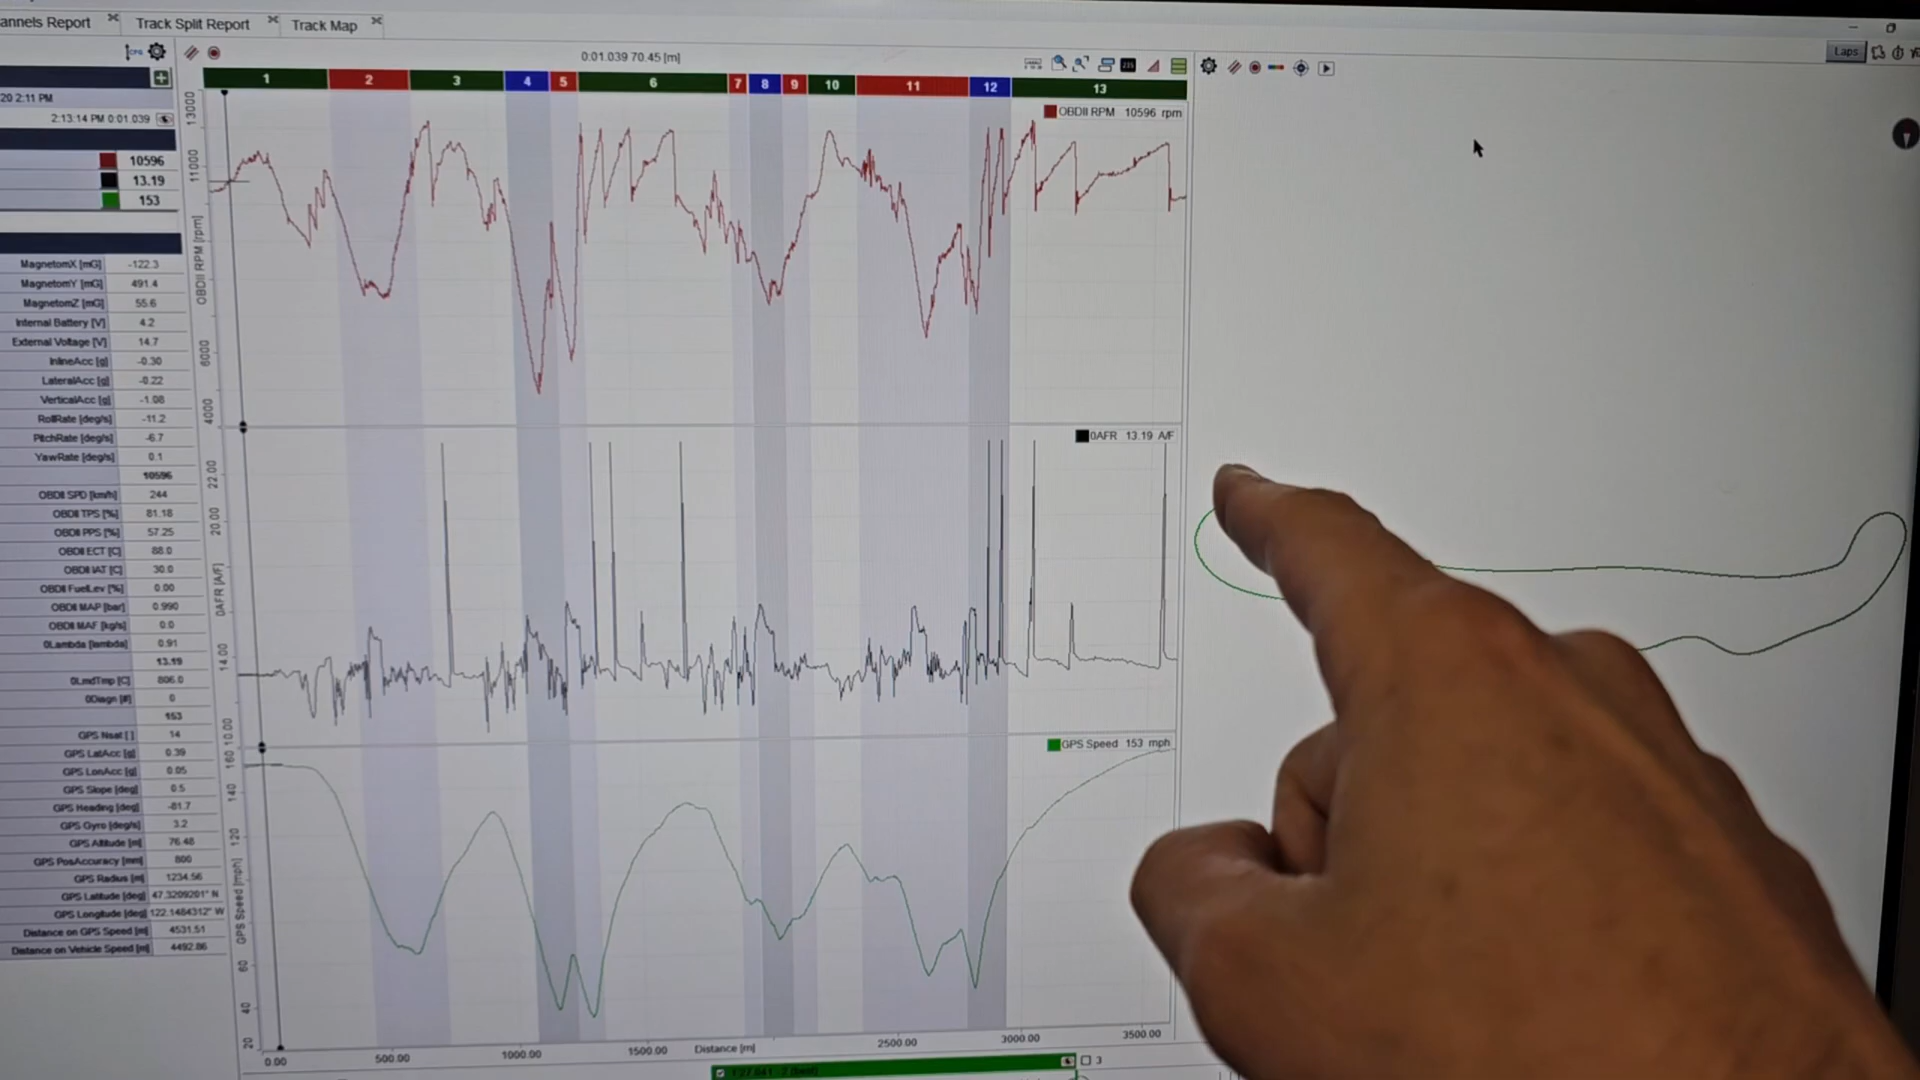 annels Report
Track Split Report
Track Map
Laps
20 2:11 PM
2:13:14 PM 0:01.039
10596
13.19
153
MagnetomX [mG] -122.3
MagnetomY [mG] 491.4
MagnetomZ [mG] 55.6
Internal Battery [V] 4.2
External Voltage [V] 14.7
InlineAcc [g] -0.30
LateralAcc [g] -0.22
VerticalAcc [g] -1.08
RollRate [deg/s] -11.2
PitchRate [deg/s] -6.7
YawRate [deg/s] 0.1
10596
OBDII SPD [km/h] 244
OBDII TPS [%] 81.18
OBDII PPS [%] 57.25
OBDII ECT [C] 88.0
OBDII IAT [C] 30.0
OBDII FuelLev [%] 0.00
OBDII MAP [bar] 0.990
OBDII MAF [kg/s] 0.0
0Lambda [lambda] 0.91
13.19
0LmdTmp [C] 806.0
0Diagn [#] 0
153
GPS Nsat [ ] 14
GPS LatAcc [g] 0.39
GPS LonAcc [g] 0.05
GPS Slope [deg] 0.5
GPS Heading [deg] -81.7
GPS Gyro [deg/s] 3.2
GPS Altitude [m] 76.48
GPS PosAccuracy [mm] 800
GPS Radius [m] 1234.56
GPS Latitude [deg] 47.3209201° N
GPS Longitude [deg] 122.1484312° W
Distance on GPS Speed [m] 4531.51
Distance on Vehicle Speed [m] 4492.86
0:01.039 70.45 [m]
1 2 3 4 5 6 7 8 9 10 11 12 13
OBDII RPM 10596 rpm
13000
11000
OBDII RPM [rpm]
6000
4000
0AFR 13.19 A/F
22.00
20.00
0AFR [A/F]
14.00
10.00
GPS Speed 153 mph
160
140
120
GPS Speed [mph]
60
40
20
0.00 500.00 1000.00 1500.00 Distance [m] 2500.00 3000.00 3500.00
3